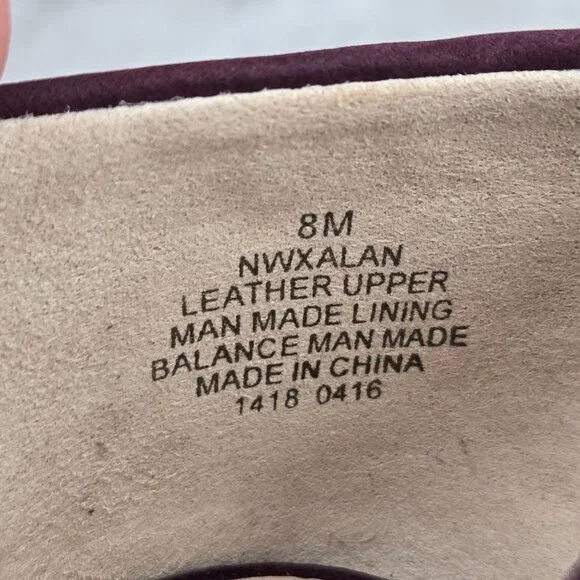 8M
NWXALAN
LEATHER UPPER
MAN MADE LINING
BALANCE MAN MADE
MADE IN CHINA
1418 0416